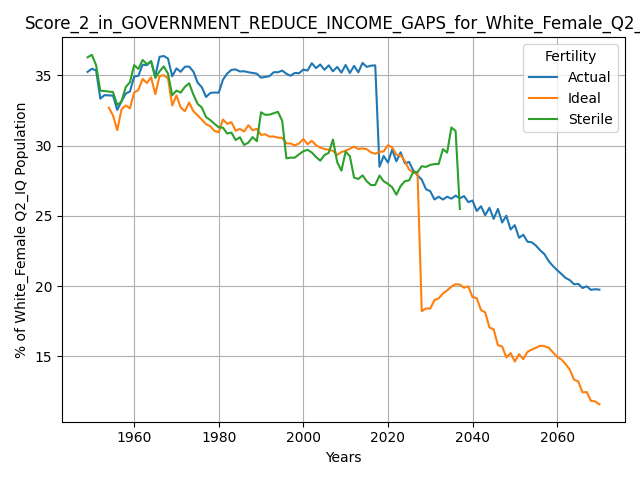 Score_2_in_GOVERNMENT_REDUCE_INCOME_GAPS_for_White_Female_Q2_
Fertility
Actual
Ideal
Sterile
% of White_Female Q2_IQ Population
35
30
25
20
15
1960 1980 2000 2020 2040 2060
Years